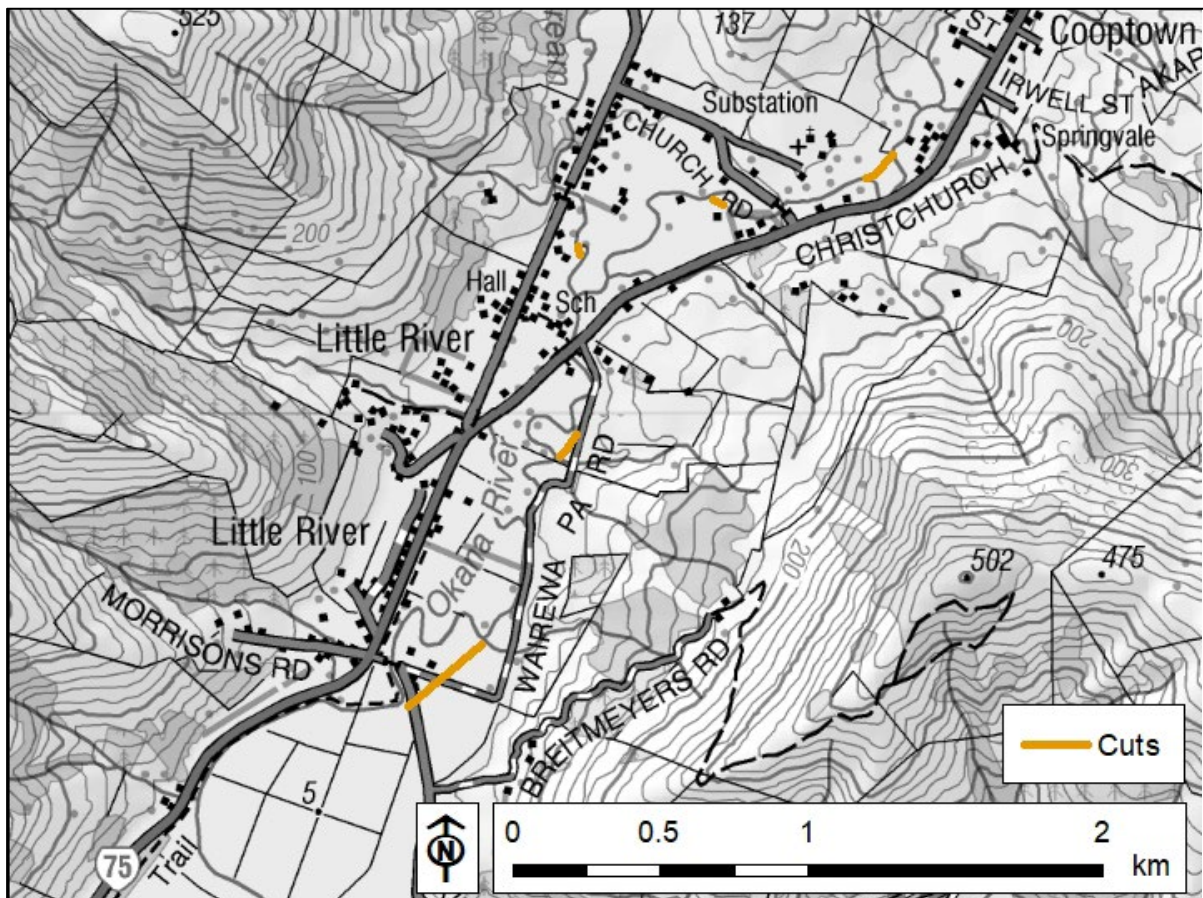 525
137
Cooptown
Substation
IRWELL ST
Springvale
CHURCH RD
200
CHRISTCHURCH
Hall
Sch
Little River
200
100
RD
PA
WAIREWA
300
Okana River
Little River
200
502
475
MORRISONS RD
BREITMEYERS RD
Cuts
5
75
Trail
N
0 0.5 1 2
km